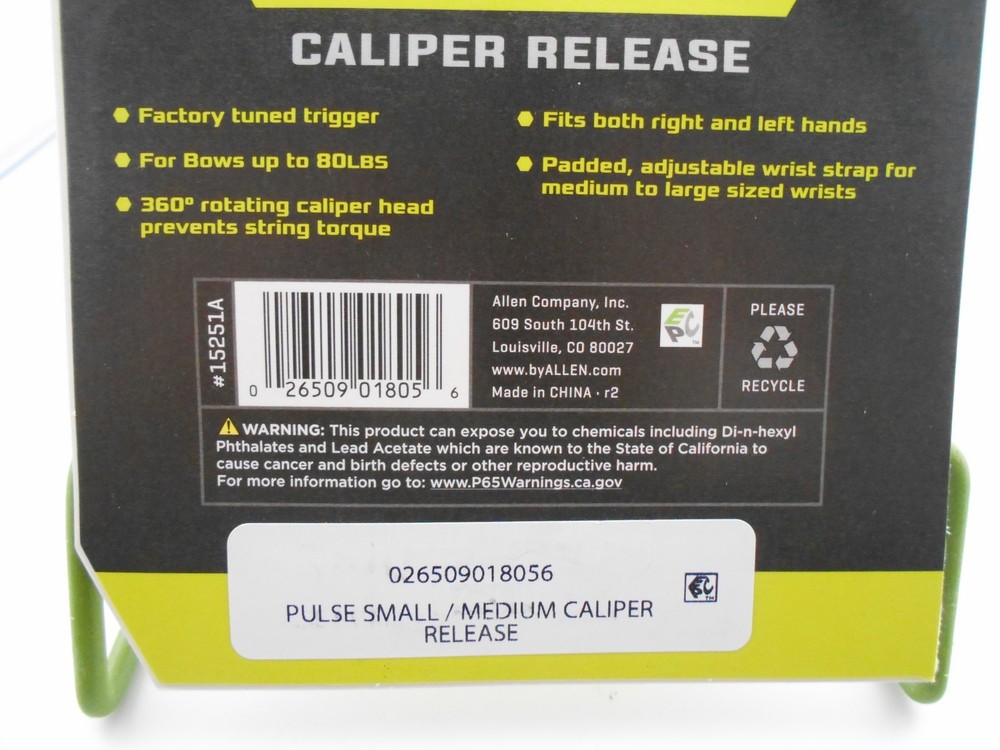 CALIPER RELEASE
Factory tuned trigger
For Bows up to 80LBS
360º rotating caliper head
prevents string torque
Fits both right and left hands
Padded, adjustable wrist strap for
medium to large sized wrists
#15251A
0 26509 01805 6
Allen Company, Inc.
609 South 104th St.
Louisville, CO 80027
www.byALLEN.com
Made in CHINA · r2
EPC™
PLEASE
RECYCLE
WARNING: This product can expose you to chemicals including Di-n-hexyl
Phthalates and Lead Acetate which are known to the State of California to
cause cancer and birth defects or other reproductive harm.
For more information go to: www.P65Warnings.ca.gov
026509018056
PULSE SMALL / MEDIUM CALIPER
RELEASE